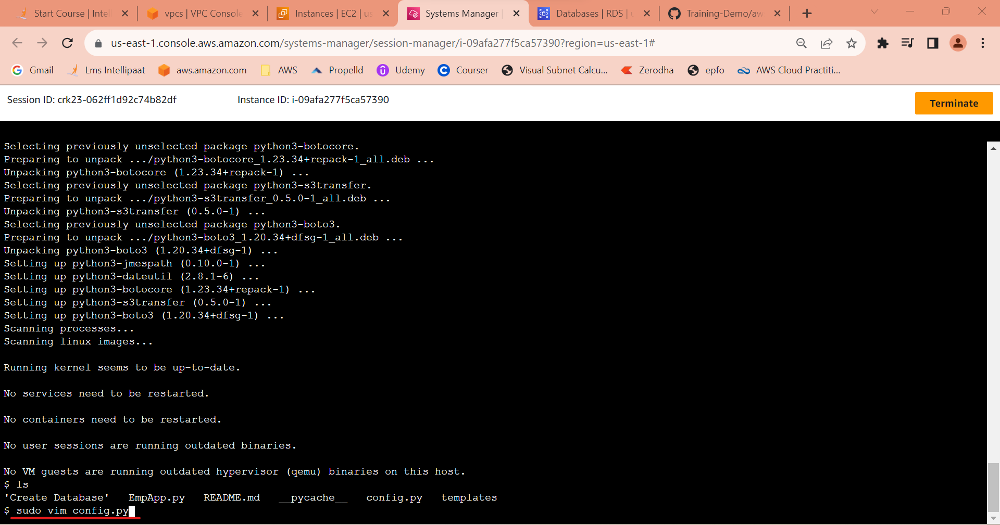 Start Course | Intel
vpcs | VPC Console
Instances | EC2 | us
Systems Manager |
Databases | RDS | u
Training-Demo/aw
us-east-1.console.aws.amazon.com/systems-manager/session-manager/i-09afa277f5ca57390?region=us-east-1#
Gmail
Lms Intellipaat
aws.amazon.com
AWS
Propelld
Udemy
Courser
Visual Subnet Calcu...
Zerodha
epfo
AWS Cloud Practiti...
Session ID: crk23-062ff1d92c74b82df
Instance ID: i-09afa277f5ca57390
Terminate
Selecting previously unselected package python3-botocore.
Preparing to unpack .../python3-botocore_1.23.34+repack-1_all.deb ...
Unpacking python3-botocore (1.23.34+repack-1) ...
Selecting previously unselected package python3-s3transfer.
Preparing to unpack .../python3-s3transfer_0.5.0-1_all.deb ...
Unpacking python3-s3transfer (0.5.0-1) ...
Selecting previously unselected package python3-boto3.
Preparing to unpack .../python3-boto3_1.20.34+dfsg-1_all.deb ...
Unpacking python3-boto3 (1.20.34+dfsg-1) ...
Setting up python3-jmespath (0.10.0-1) ...
Setting up python3-dateutil (2.8.1-6) ...
Setting up python3-botocore (1.23.34+repack-1) ...
Setting up python3-s3transfer (0.5.0-1) ...
Setting up python3-boto3 (1.20.34+dfsg-1) ...
Scanning processes...
Scanning linux images...
Running kernel seems to be up-to-date.
No services need to be restarted.
No containers need to be restarted.
No user sessions are running outdated binaries.
No VM guests are running outdated hypervisor (qemu) binaries on this host.
$ ls
'Create Database'   EmpApp.py   README.md   __pycache__   config.py   templates
$ sudo vim config.py